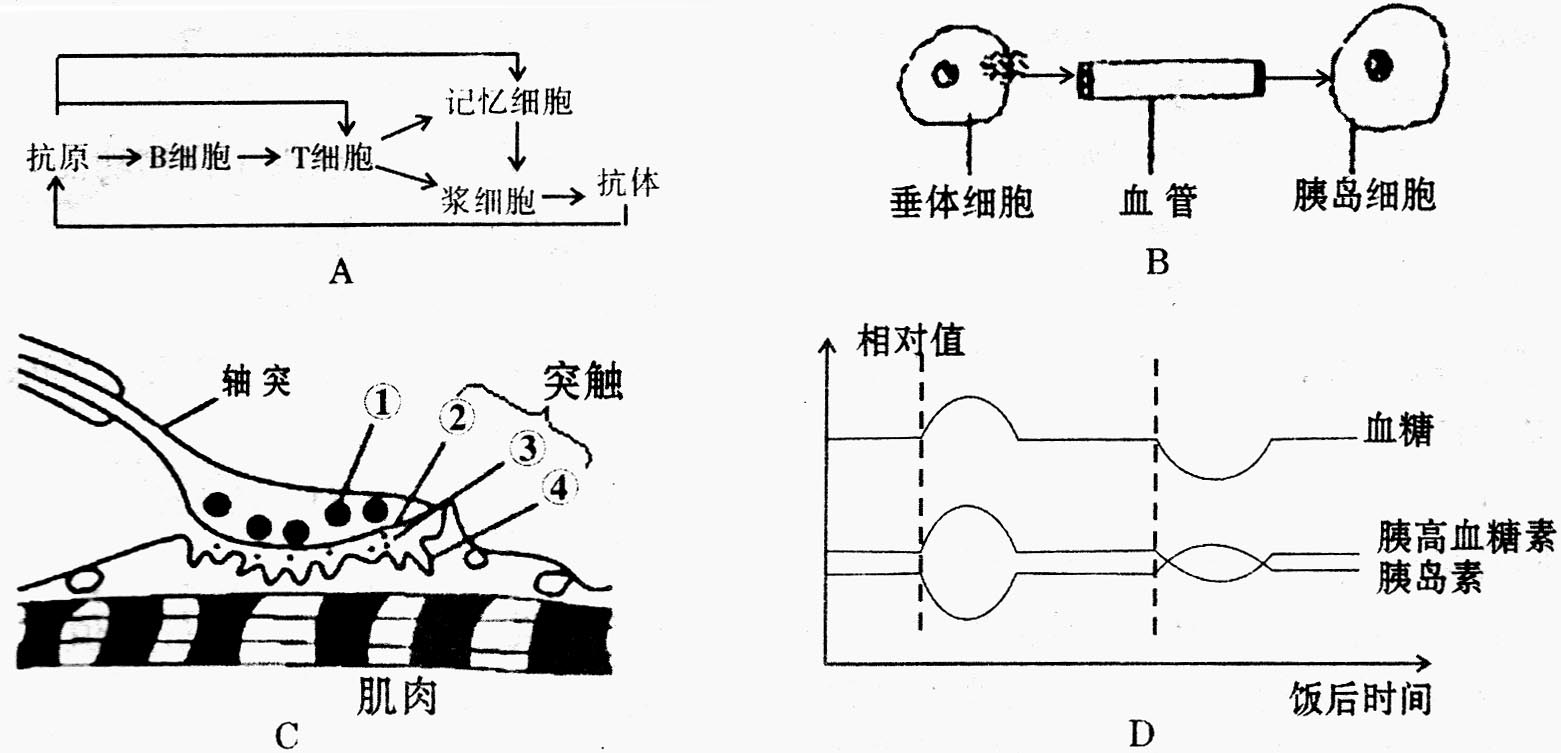 记忆细胞
抗原 B细胞 T细胞
浆细胞 抗体
A
垂体细胞 血管 胰岛细胞
B
轴突 ① ② 突触
③
④
肌肉
C
相对值
血糖
胰高血糖素
胰岛素
饭后时间
D